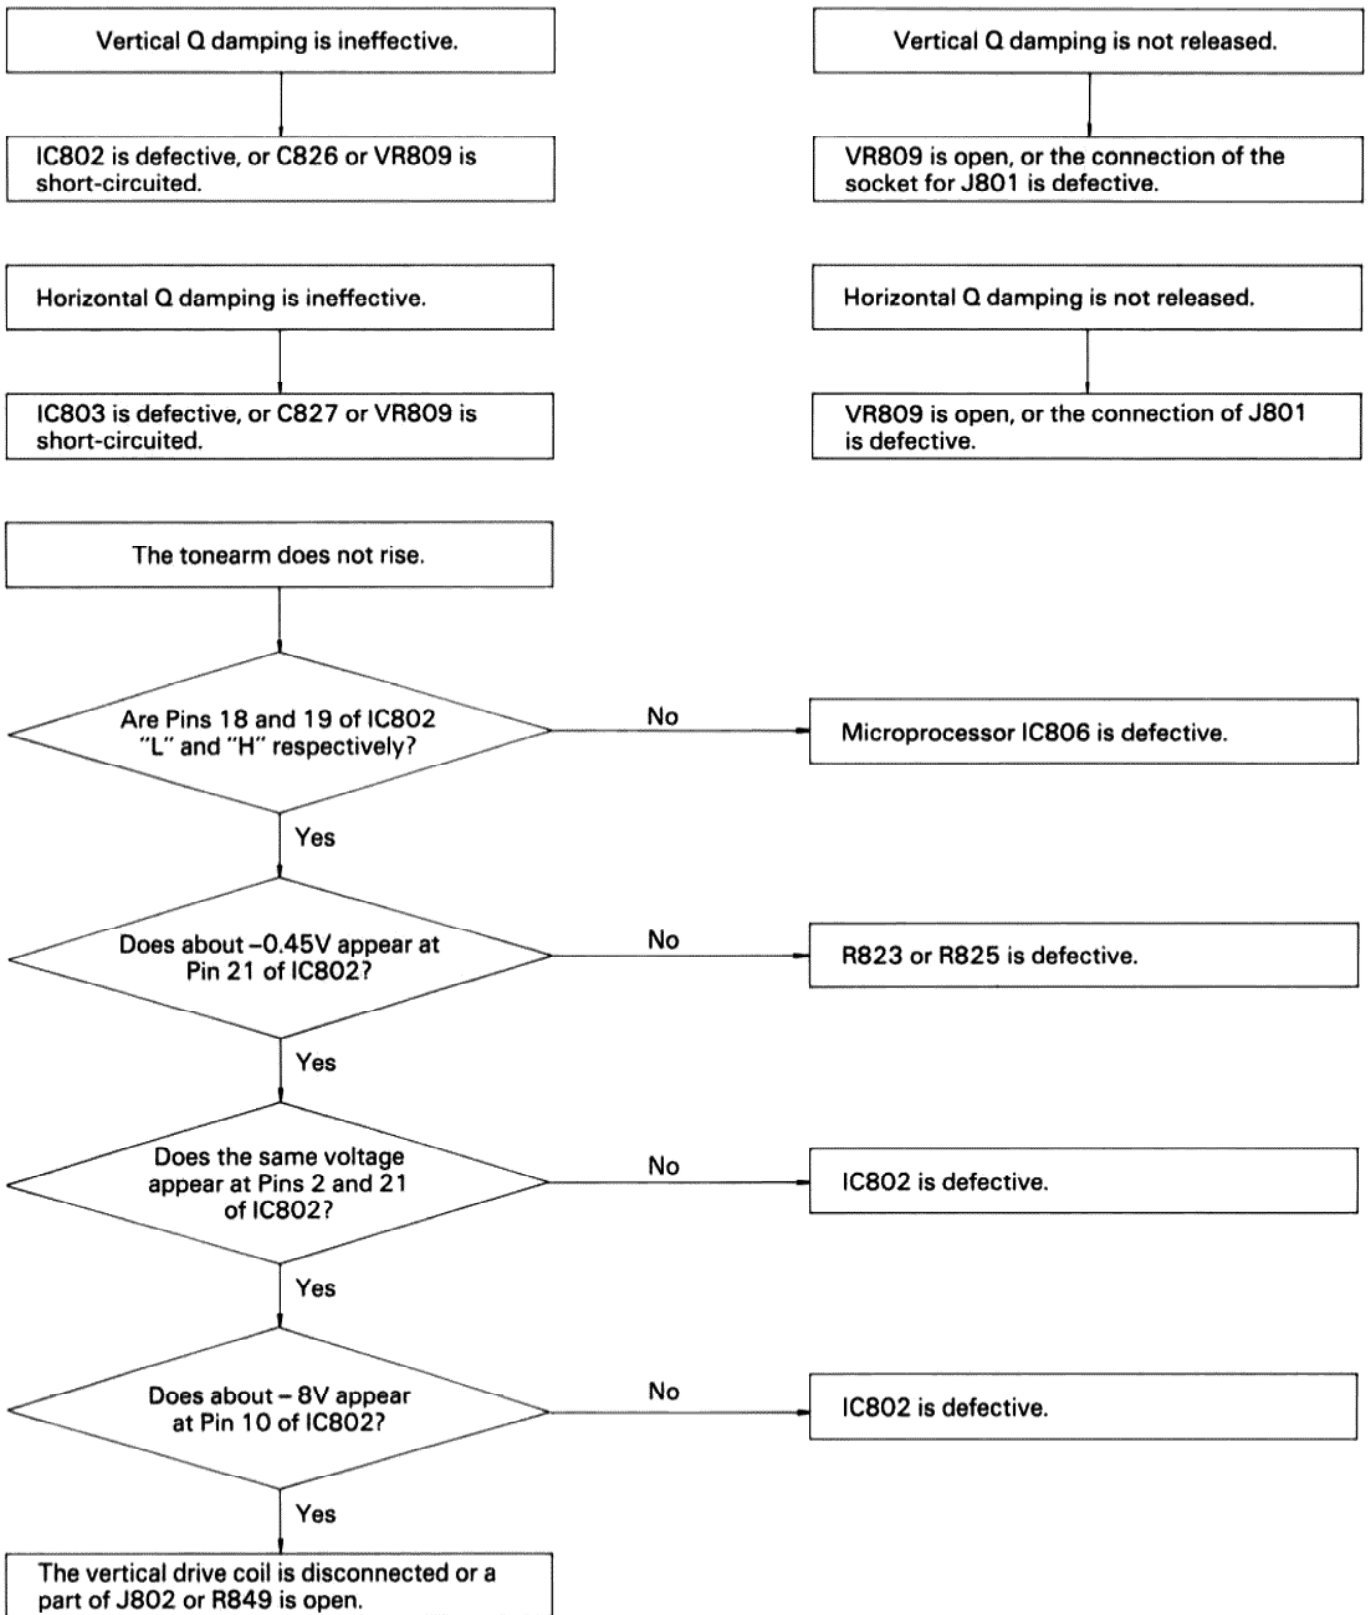 Vertical Q damping is ineffective.
Vertical Q damping is not released.
IC802 is defective, or C826 or VR809 is
short-circuited.
VR809 is open, or the connection of the
socket for J801 is defective.
Horizontal Q damping is ineffective.
Horizontal Q damping is not released.
IC803 is defective, or C827 or VR809 is
short-circuited.
VR809 is open, or the connection of J801
is defective.
The tonearm does not rise.
Are Pins 18 and 19 of IC802
"L" and "H" respectively?
No
Microprocessor IC806 is defective.
Yes
Does about –0.45V appear at
Pin 21 of IC802?
No
R823 or R825 is defective.
Yes
Does the same voltage
appear at Pins 2 and 21
of IC802?
No
IC802 is defective.
Yes
Does about – 8V appear
at Pin 10 of IC802?
No
IC802 is defective.
Yes
The vertical drive coil is disconnected or a
part of J802 or R849 is open.